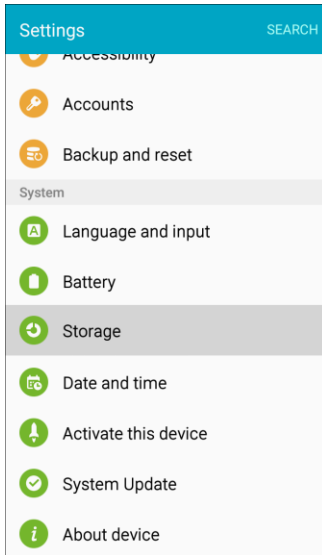 Settings SEARCH
Accessibility
Accounts
Backup and reset
System
Language and input
Battery
Storage
Date and time
Activate this device
System Update
About device